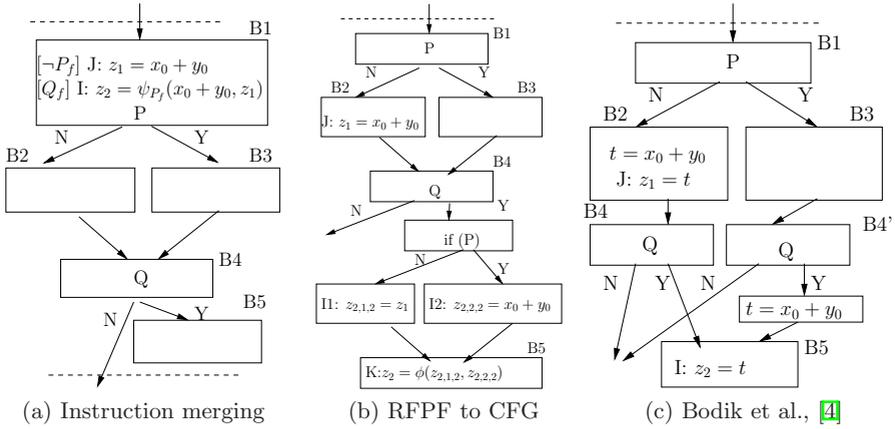 B1
[¬P_f] J: z_1 = x_0 + y_0
[Q_f] I: z_2 = ψ_{P_f}(x_0 + y_0, z_1)
P
N Y
B2 B3
B4
Q
N Y B5
(a) Instruction merging
B1
P
N Y
B2 B3
J: z_1 = x_0 + y_0
B4
Q
N Y
if (P)
N Y
I1: z_{2,1,2} = z_1
I2: z_{2,2,2} = x_0 + y_0
B5
K:z_2 = ϕ(z_{2,1,2}, z_{2,2,2})
(b) RFPF to CFG
B1
P
N Y
B2 B3
t = x_0 + y_0
J: z_1 = t
B4 B4'
Q Q
N Y N Y
t = x_0 + y_0
B5
I: z_2 = t
(c) Bodik et al., [4]